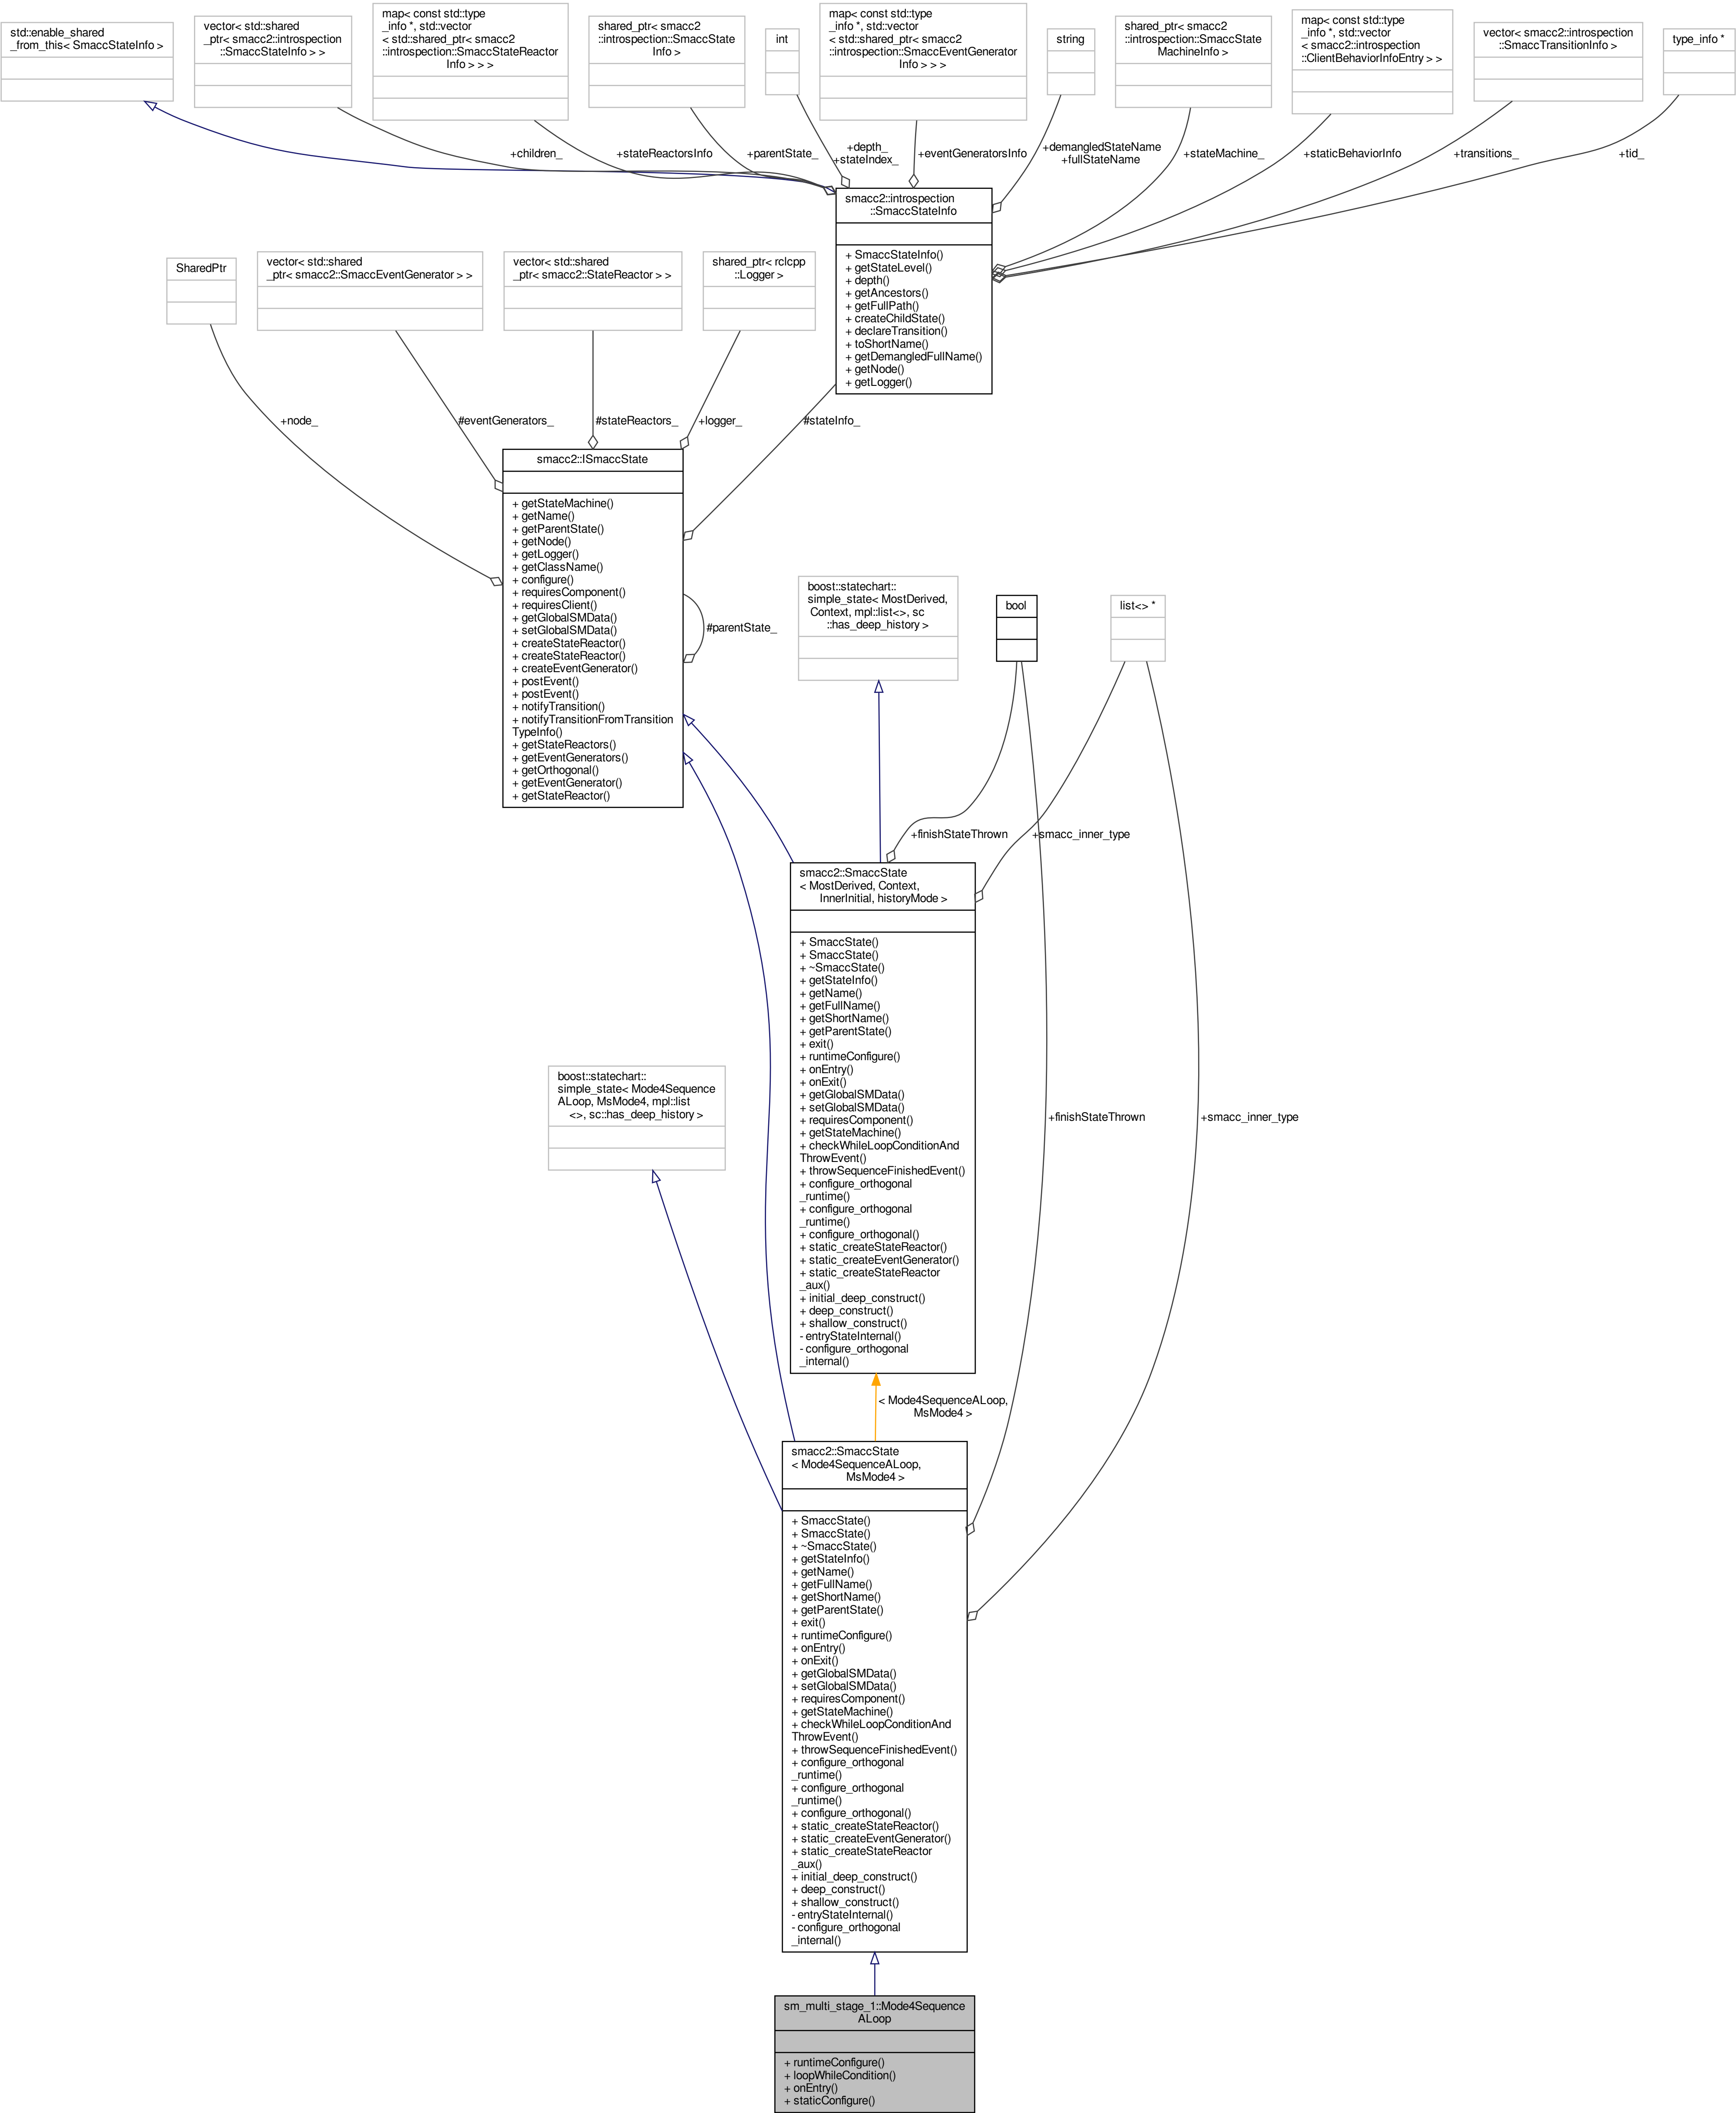 std::enable_shared
_from_this< SmaccStateInfo >
vector< std::shared
_ptr< smacc2::introspection
::SmaccStateInfo > >
map< const std::type
_info *, std::vector
< std::shared_ptr< smacc2
::introspection::SmaccStateReactor
Info > > >
shared_ptr< smacc2
::introspection::SmaccState
Info >
int
map< const std::type
_info *, std::vector
< std::shared_ptr< smacc2
::introspection::SmaccEventGenerator
Info > > >
string
shared_ptr< smacc2
::introspection::SmaccState
MachineInfo >
map< const std::type
_info *, std::vector
< smacc2::introspection
::ClientBehaviorInfoEntry > >
vector< smacc2::introspection
::SmaccTransitionInfo >
type_info *
+children_
+stateReactorsInfo
+parentState_
+depth_
+stateIndex_
+eventGeneratorsInfo
+demangledStateName
+fullStateName
+stateMachine_
+staticBehaviorInfo
+transitions_
+tid_
smacc2::introspection
::SmaccStateInfo
+ SmaccStateInfo()
+ getStateLevel()
+ depth()
+ getAncestors()
+ getFullPath()
+ createChildState()
+ declareTransition()
+ toShortName()
+ getDemangledFullName()
+ getNode()
+ getLogger()
SharedPtr
vector< std::shared
_ptr< smacc2::SmaccEventGenerator > >
vector< std::shared
_ptr< smacc2::StateReactor > >
shared_ptr< rclcpp
::Logger >
+node_
#eventGenerators_
#stateReactors_
+logger_
#stateInfo_
smacc2::ISmaccState
+ getStateMachine()
+ getName()
+ getParentState()
+ getNode()
+ getLogger()
+ getClassName()
+ configure()
+ requiresComponent()
+ requiresClient()
+ getGlobalSMData()
+ setGlobalSMData()
+ createStateReactor()
+ createStateReactor()
+ createEventGenerator()
+ postEvent()
+ postEvent()
+ notifyTransition()
+ notifyTransitionFromTransition
TypeInfo()
+ getStateReactors()
+ getEventGenerators()
+ getOrthogonal()
+ getEventGenerator()
+ getStateReactor()
#parentState_
boost::statechart::
simple_state< MostDerived,
Context, mpl::list<>, sc
::has_deep_history >
bool
list<> *
+finishStateThrown
+smacc_inner_type
smacc2::SmaccState
< MostDerived, Context,
InnerInitial, historyMode >
+ SmaccState()
+ SmaccState()
+ ~SmaccState()
+ getStateInfo()
+ getName()
+ getFullName()
+ getShortName()
+ getParentState()
+ exit()
+ runtimeConfigure()
+ onEntry()
+ onExit()
+ getGlobalSMData()
+ setGlobalSMData()
+ requiresComponent()
+ getStateMachine()
+ checkWhileLoopConditionAnd
ThrowEvent()
+ throwSequenceFinishedEvent()
+ configure_orthogonal
_runtime()
+ configure_orthogonal
_runtime()
+ configure_orthogonal()
+ static_createStateReactor()
+ static_createEventGenerator()
+ static_createStateReactor
_aux()
+ initial_deep_construct()
+ deep_construct()
+ shallow_construct()
- entryStateInternal()
- configure_orthogonal
_internal()
boost::statechart::
simple_state< Mode4Sequence
ALoop, MsMode4, mpl::list
<>, sc::has_deep_history >
+finishStateThrown
+smacc_inner_type
< Mode4SequenceALoop,
MsMode4 >
smacc2::SmaccState
< Mode4SequenceALoop,
MsMode4 >
+ SmaccState()
+ SmaccState()
+ ~SmaccState()
+ getStateInfo()
+ getName()
+ getFullName()
+ getShortName()
+ getParentState()
+ exit()
+ runtimeConfigure()
+ onEntry()
+ onExit()
+ getGlobalSMData()
+ setGlobalSMData()
+ requiresComponent()
+ getStateMachine()
+ checkWhileLoopConditionAnd
ThrowEvent()
+ throwSequenceFinishedEvent()
+ configure_orthogonal
_runtime()
+ configure_orthogonal
_runtime()
+ configure_orthogonal()
+ static_createStateReactor()
+ static_createEventGenerator()
+ static_createStateReactor
_aux()
+ initial_deep_construct()
+ deep_construct()
+ shallow_construct()
- entryStateInternal()
- configure_orthogonal
_internal()
sm_multi_stage_1::Mode4Sequence
ALoop
+ runtimeConfigure()
+ loopWhileCondition()
+ onEntry()
+ staticConfigure()